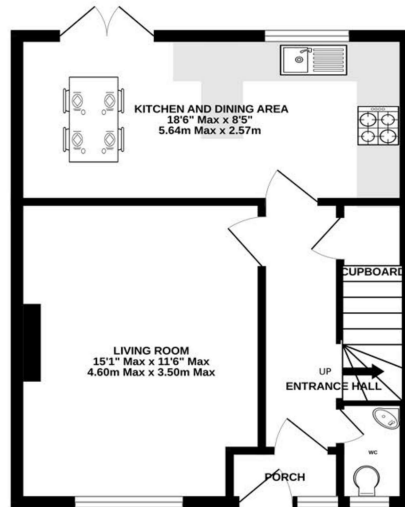 KITCHEN AND DINING AREA
18'6" Max x 8'5"
5.64m Max x 2.57m
CUPBOARD
LIVING ROOM
15'1" Max x 11'6" Max
4.60m Max x 3.50m Max
UP
ENTRANCE HALL
WC
PORCH